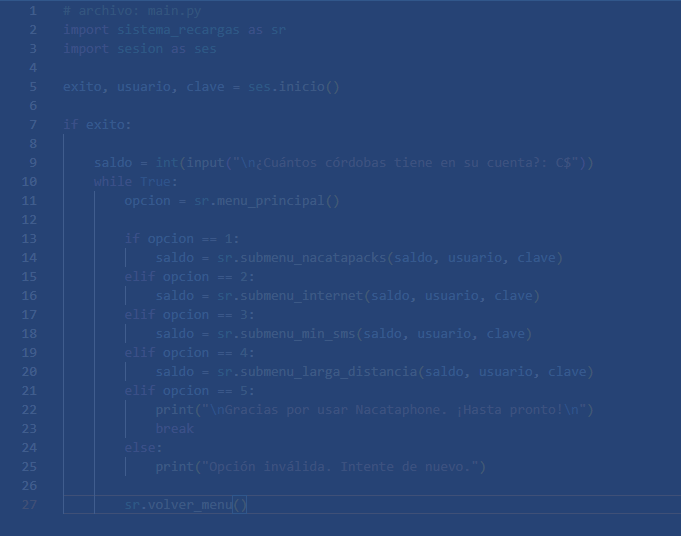 1 # archivo: main.py
2 import sistema_recargas as sr
3 import sesion as ses
4
5 exito, usuario, clave = ses.inicio()
6
7 if exito:
8
9     saldo = int(input("\n¿Cuántos córdobas tiene en su cuenta?: C$"))
10     while True:
11         opcion = sr.menu_principal()
12
13         if opcion == 1:
14             saldo = sr.submenu_nacatapacks(saldo, usuario, clave)
15         elif opcion == 2:
16             saldo = sr.submenu_internet(saldo, usuario, clave)
17         elif opcion == 3:
18             saldo = sr.submenu_min_sms(saldo, usuario, clave)
19         elif opcion == 4:
20             saldo = sr.submenu_larga_distancia(saldo, usuario, clave)
21         elif opcion == 5:
22             print("\nGracias por usar Nacataphone. ¡Hasta pronto!\n")
23             break
24         else:
25             print("Opción inválida. Intente de nuevo.")
26
27         sr.volver_menu()